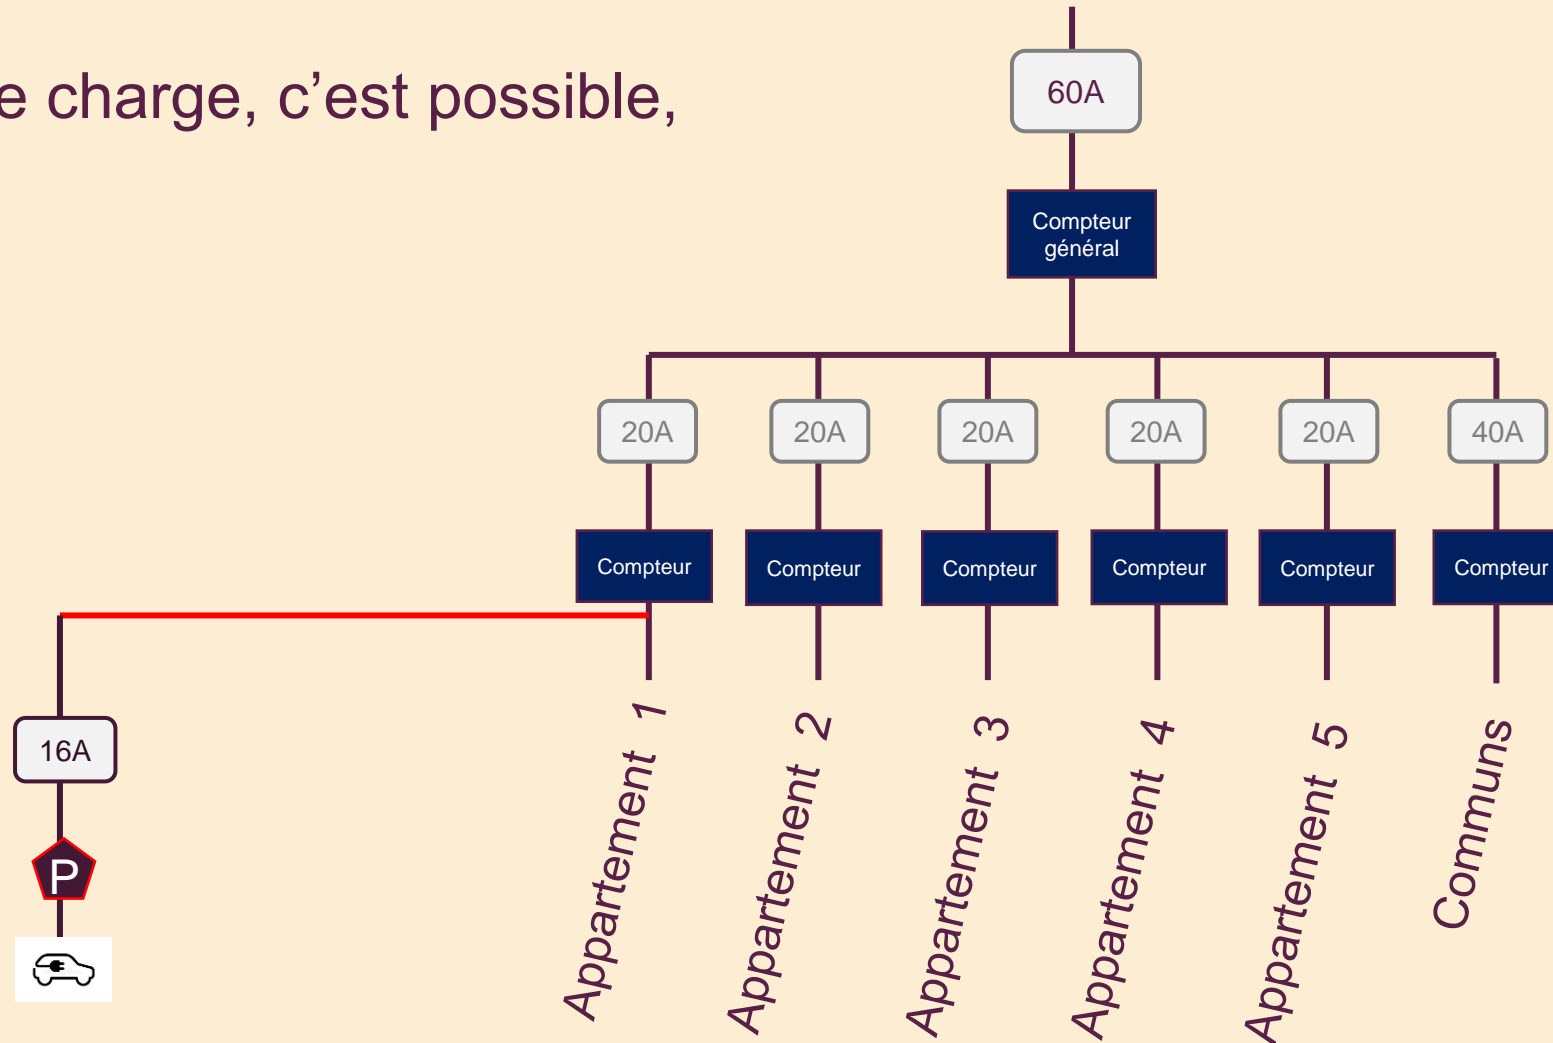 e charge, c’est possible,
60A
Compteur
général
20A
20A
20A
20A
20A
40A
Compteur
Compteur
Compteur
Compteur
Compteur
Compteur
16A
P
Appartement 1
Appartement 2
Appartement 3
Appartement 4
Appartement 5
Communs